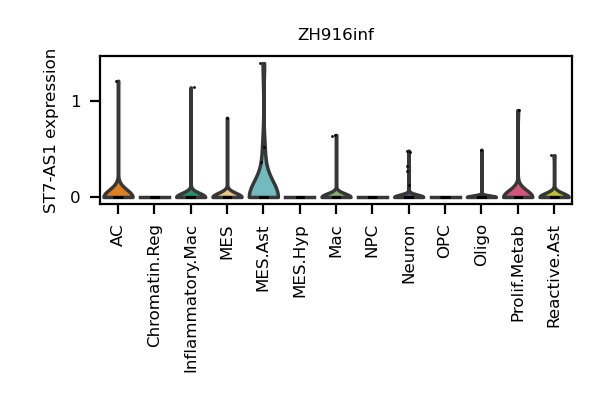 ZH916inf
ST7-AS1 expression
1
0
AC
Chromatin.Reg
Inflammatory.Mac
MES
MES.Ast
MES.Hyp
Mac
NPC
Neuron
OPC
Oligo
Prolif.Metab
Reactive.Ast